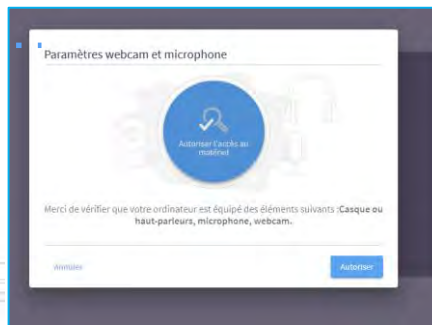 Paramètres webcam et microphone
Autoriser l'accès au
matériel
Merci de vérifier que votre ordinateur est équipé des éléments suivants :Casque ou
haut-parleurs, microphone, webcam.
Annuler
Autoriser